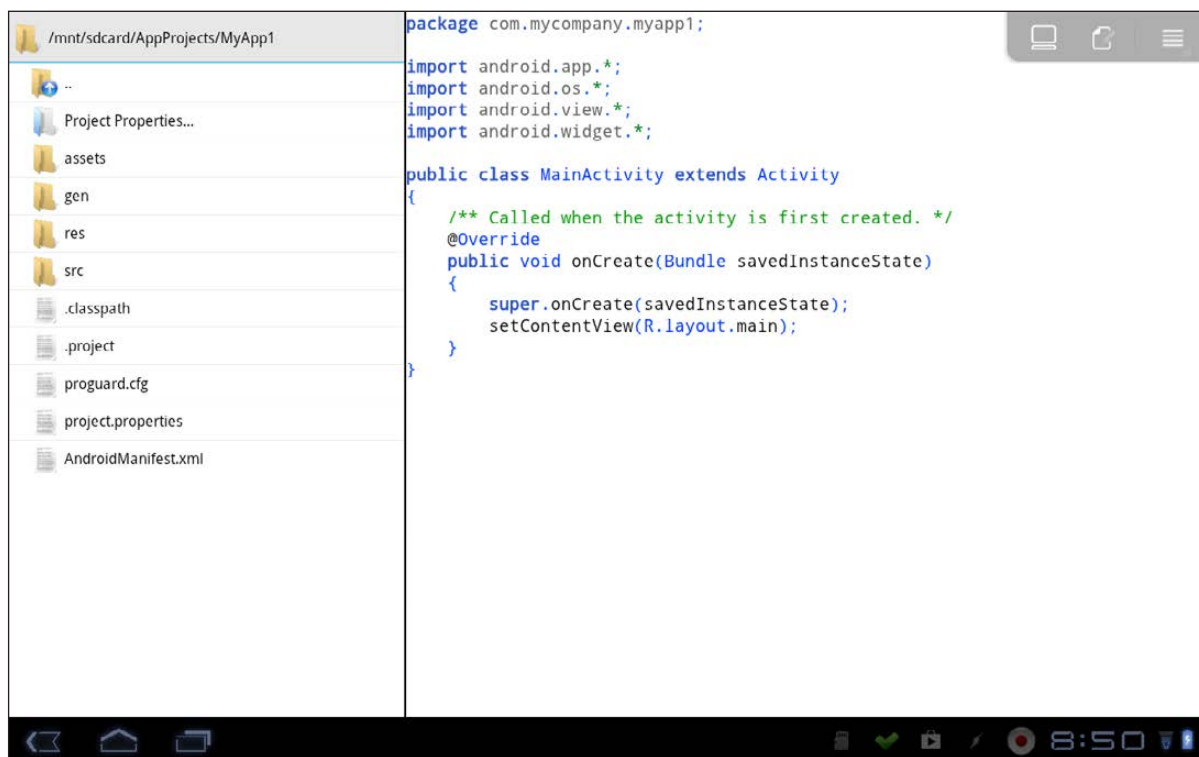 /mnt/sdcard/AppProjects/MyApp1
..
Project Properties...
assets
gen
res
src
.classpath
.project
proguard.cfg
project.properties
AndroidManifest.xml
package com.mycompany.myapp1;
import android.app.*;
import android.os.*;
import android.view.*;
import android.widget.*;
public class MainActivity extends Activity
{
    /** Called when the activity is first created. */
    @Override
    public void onCreate(Bundle savedInstanceState)
    {
        super.onCreate(savedInstanceState);
        setContentView(R.layout.main);
    }
}
8:50